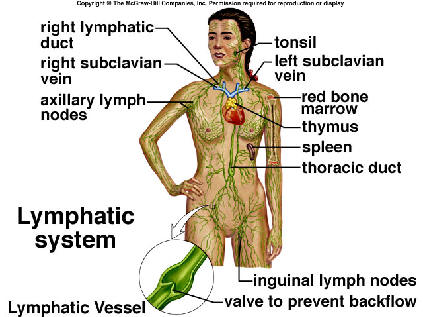 Copyright © The McGraw-Hill Companies, Inc. Permission required for reproduction or display
right lymphatic
duct
right subclavian
vein
axillary lymph
nodes
tonsil
left subclavian
vein
red bone
marrow
thymus
spleen
thoracic duct
Lymphatic
system
inguinal lymph nodes
valve to prevent backflow
Lymphatic Vessel